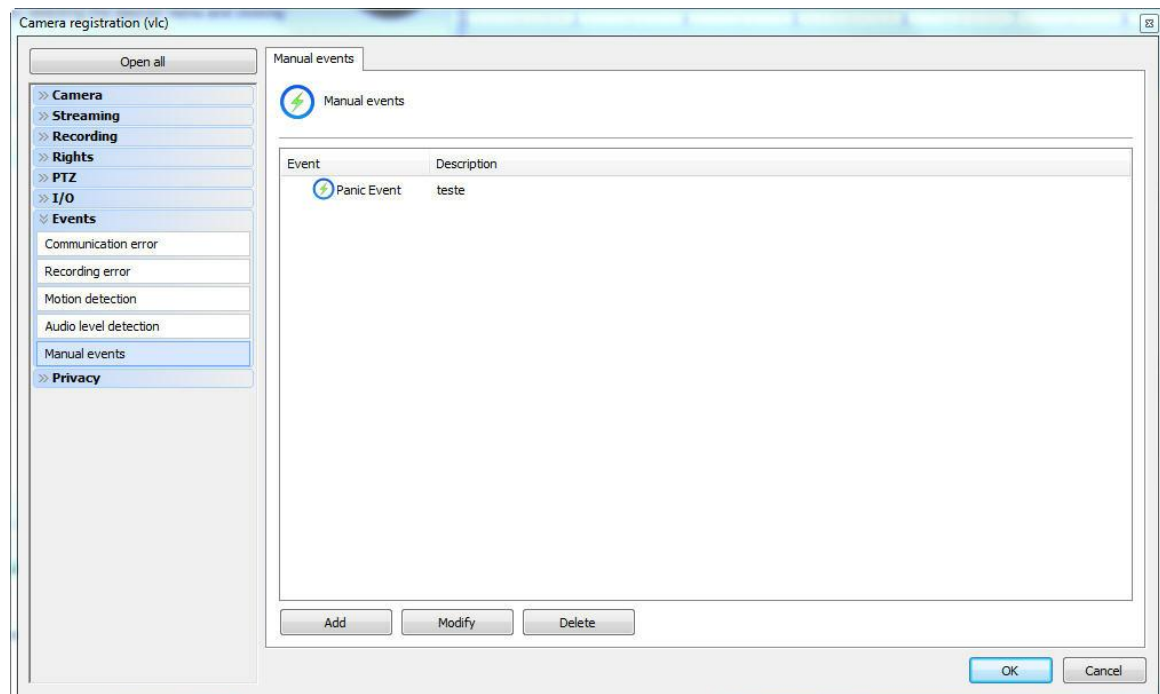 Camera registration (vlc)
Open all
Camera
Streaming
Recording
Rights
PTZ
I/O
Events
Communication error
Recording error
Motion detection
Audio level detection
Manual events
Privacy
Manual events
Manual events
Event Description
Panic Event teste
Add Modify Delete
OK Cancel